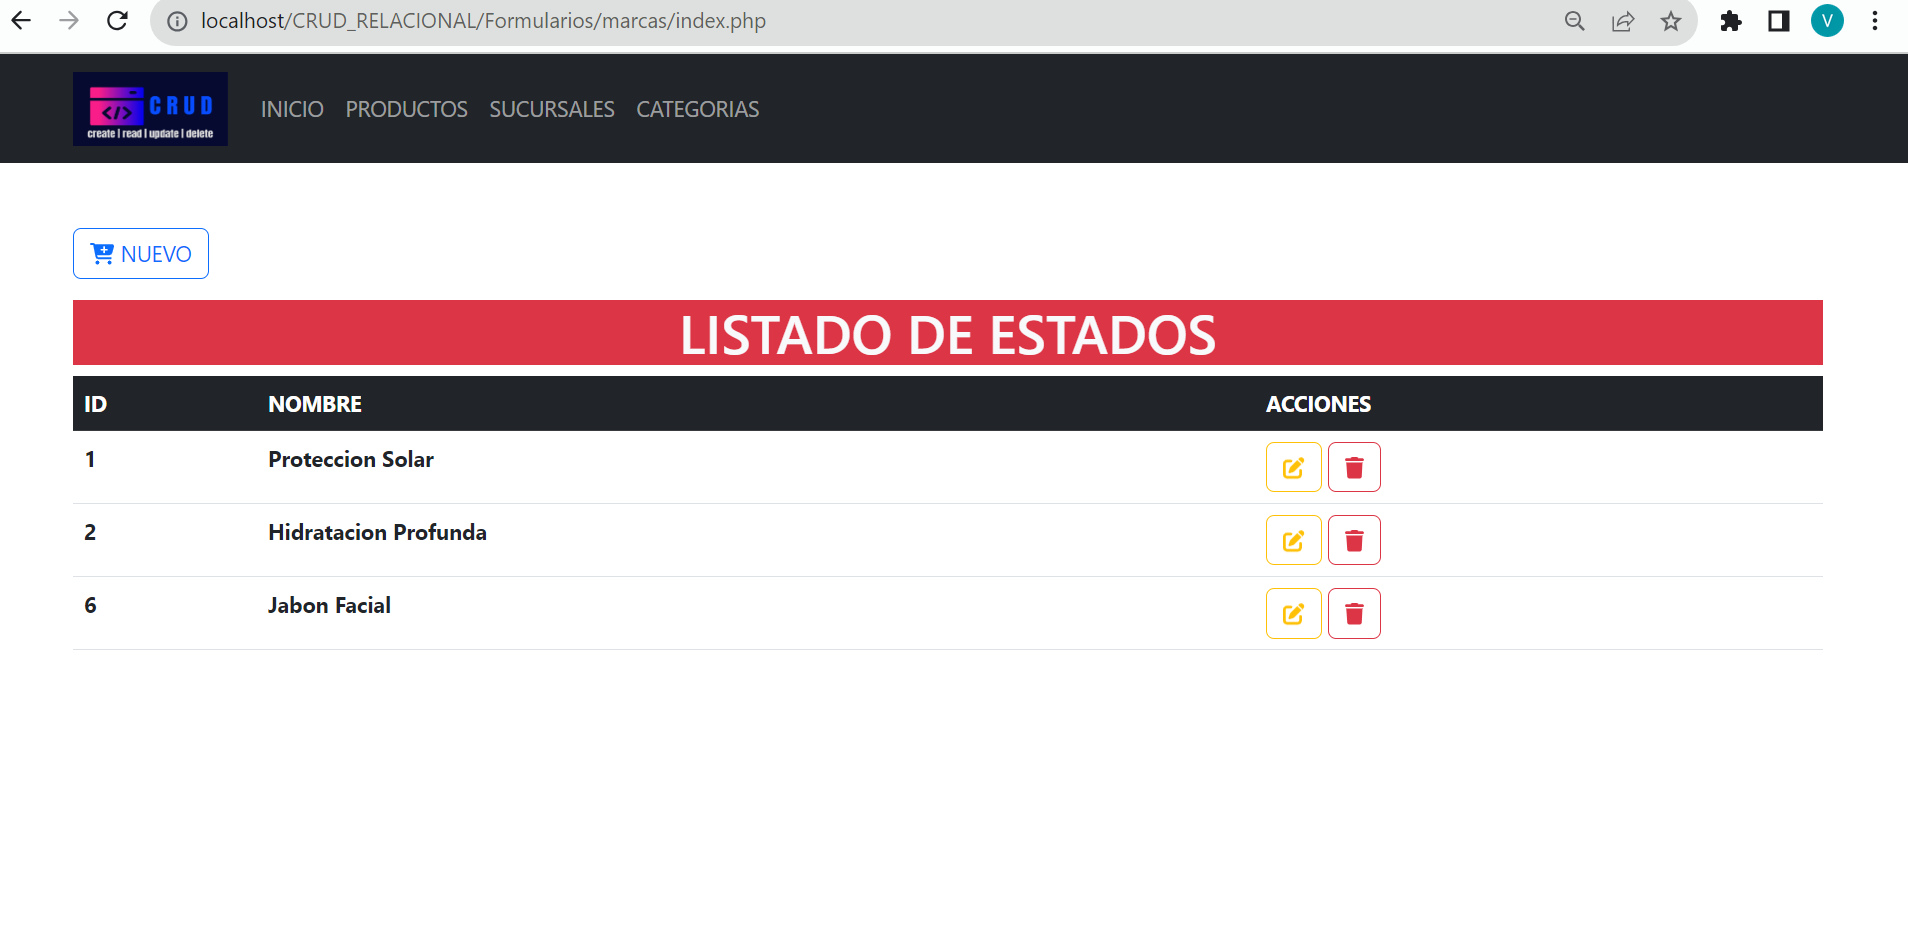 localhost/CRUD_RELACIONAL/Formularios/marcas/index.php
V
</> CRUD
create | read | update | delete
INICIO PRODUCTOS SUCURSALES CATEGORIAS
NUEVO
LISTADO DE ESTADOS
ID NOMBRE ACCIONES
1 Proteccion Solar
2 Hidratacion Profunda
6 Jabon Facial